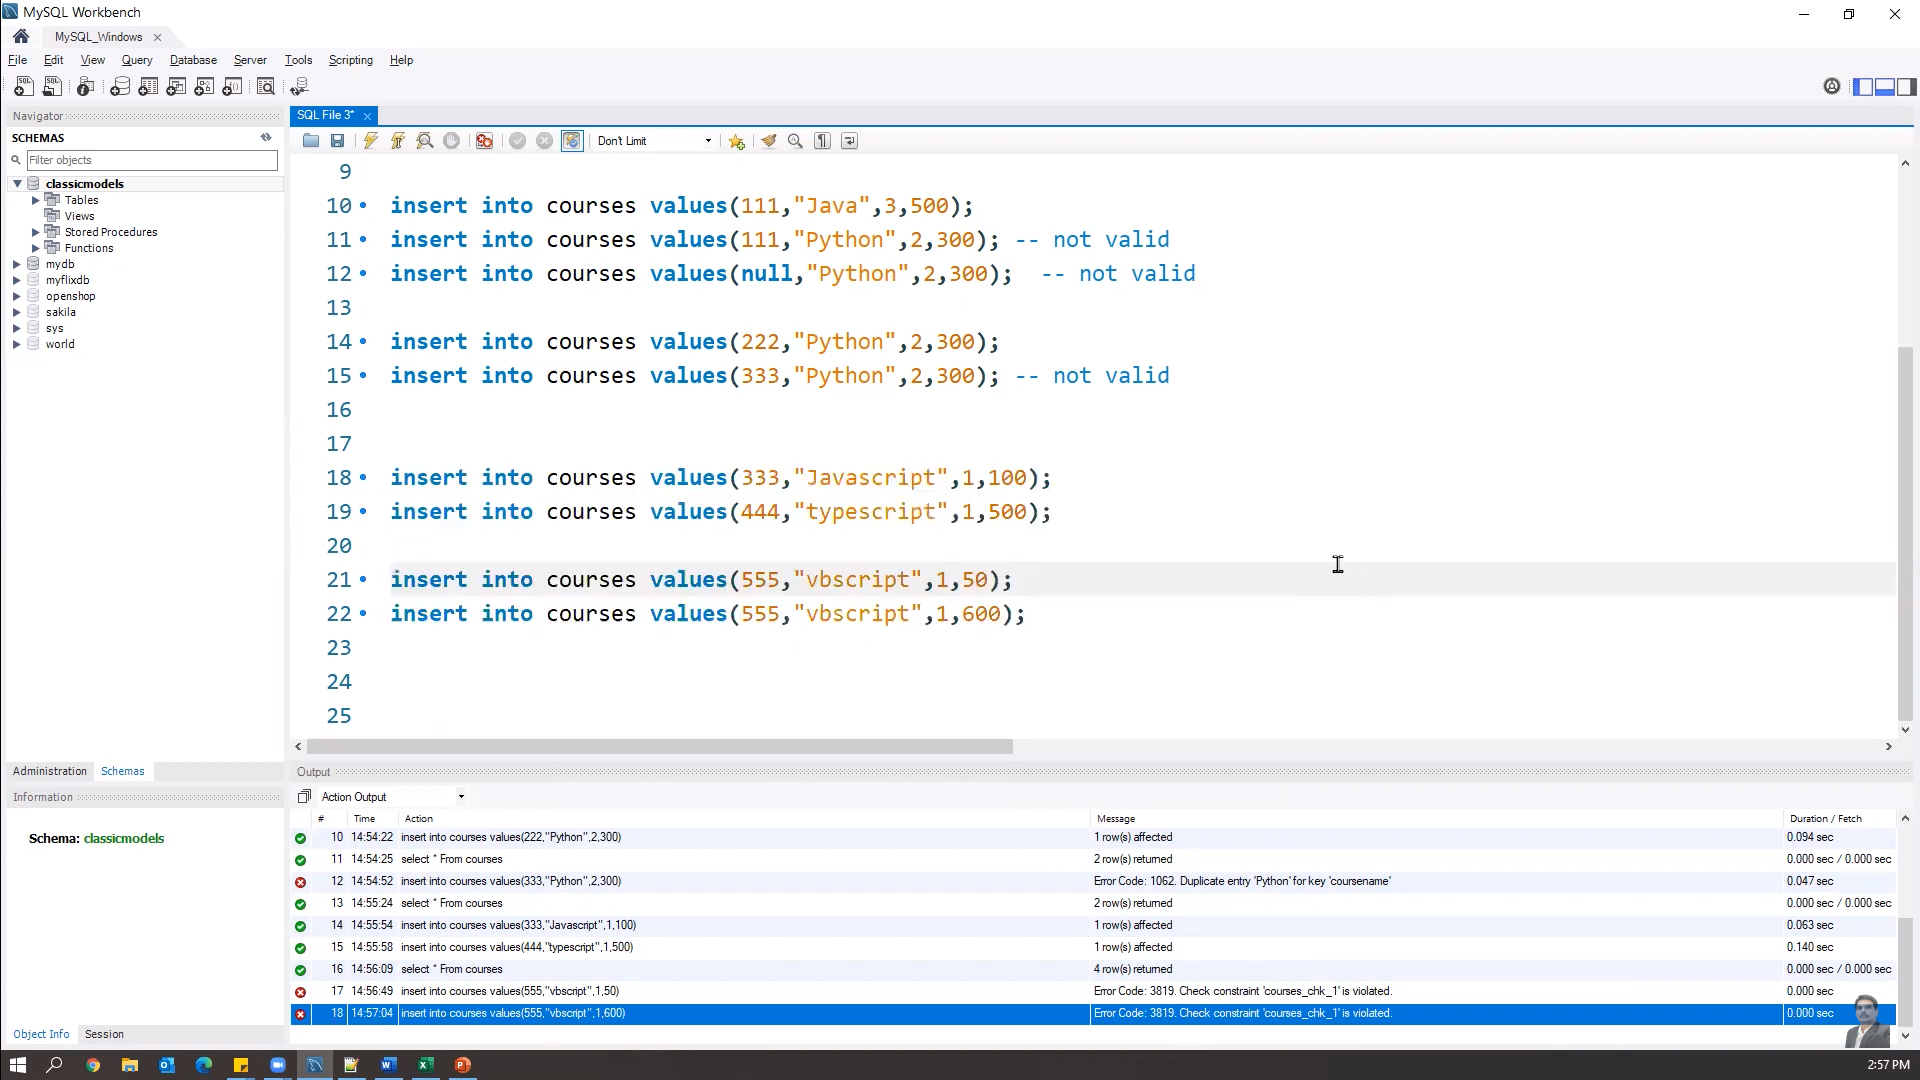 MySQL Workbench
MySQL_Windows
File Edit View Query Database Server Tools Scripting Help
Navigator
SCHEMAS
Filter objects
classicmodels
Tables
Views
Stored Procedures
Functions
mydb
myflixdb
openshop
sakila
sys
world
Administration Schemas
Information
Schema: classicmodels
Object Info Session
SQL File 3*
Don't Limit
9
10 insert into courses values(111,"Java",3,500);
11 insert into courses values(111,"Python",2,300); -- not valid
12 insert into courses values(null,"Python",2,300);  -- not valid
13
14 insert into courses values(222,"Python",2,300);
15 insert into courses values(333,"Python",2,300); -- not valid
16
17
18 insert into courses values(333,"Javascript",1,100);
19 insert into courses values(444,"typescript",1,500);
20
21 insert into courses values(555,"vbscript",1,50);
22 insert into courses values(555,"vbscript",1,600);
23
24
25
Output
Action Output
# Time Action Message Duration / Fetch
10 14:54:22 insert into courses values(222,"Python",2,300) 1 row(s) affected 0.094 sec
11 14:54:25 select * From courses 2 row(s) returned 0.000 sec / 0.000 sec
12 14:54:52 insert into courses values(333,"Python",2,300) Error Code: 1062. Duplicate entry 'Python' for key 'coursename' 0.047 sec
13 14:55:24 select * From courses 2 row(s) returned 0.000 sec / 0.000 sec
14 14:55:54 insert into courses values(333,"Javascript",1,100) 1 row(s) affected 0.063 sec
15 14:55:58 insert into courses values(444,"typescript",1,500) 1 row(s) affected 0.140 sec
16 14:56:09 select * From courses 4 row(s) returned 0.000 sec / 0.000 sec
17 14:56:49 insert into courses values(555,"vbscript",1,50) Error Code: 3819. Check constraint 'courses_chk_1' is violated. 0.000 sec
18 14:57:04 insert into courses values(555,"vbscript",1,600) Error Code: 3819. Check constraint 'courses_chk_1' is violated. 0.000 sec
2:57 PM